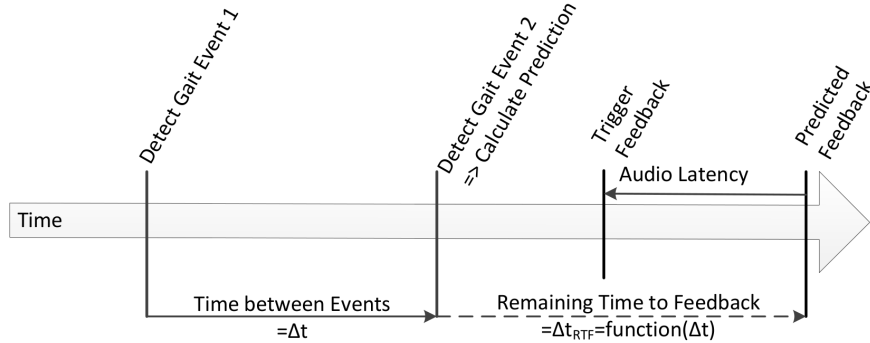 Detect Gait Event 1
Detect Gait Event 2
=> Calculate Prediction
Trigger
Feedback
Predicted
Feedback
Audio Latency
Time
Time between Events
=Δt
Remaining Time to Feedback
=Δt_RTF=function(Δt)